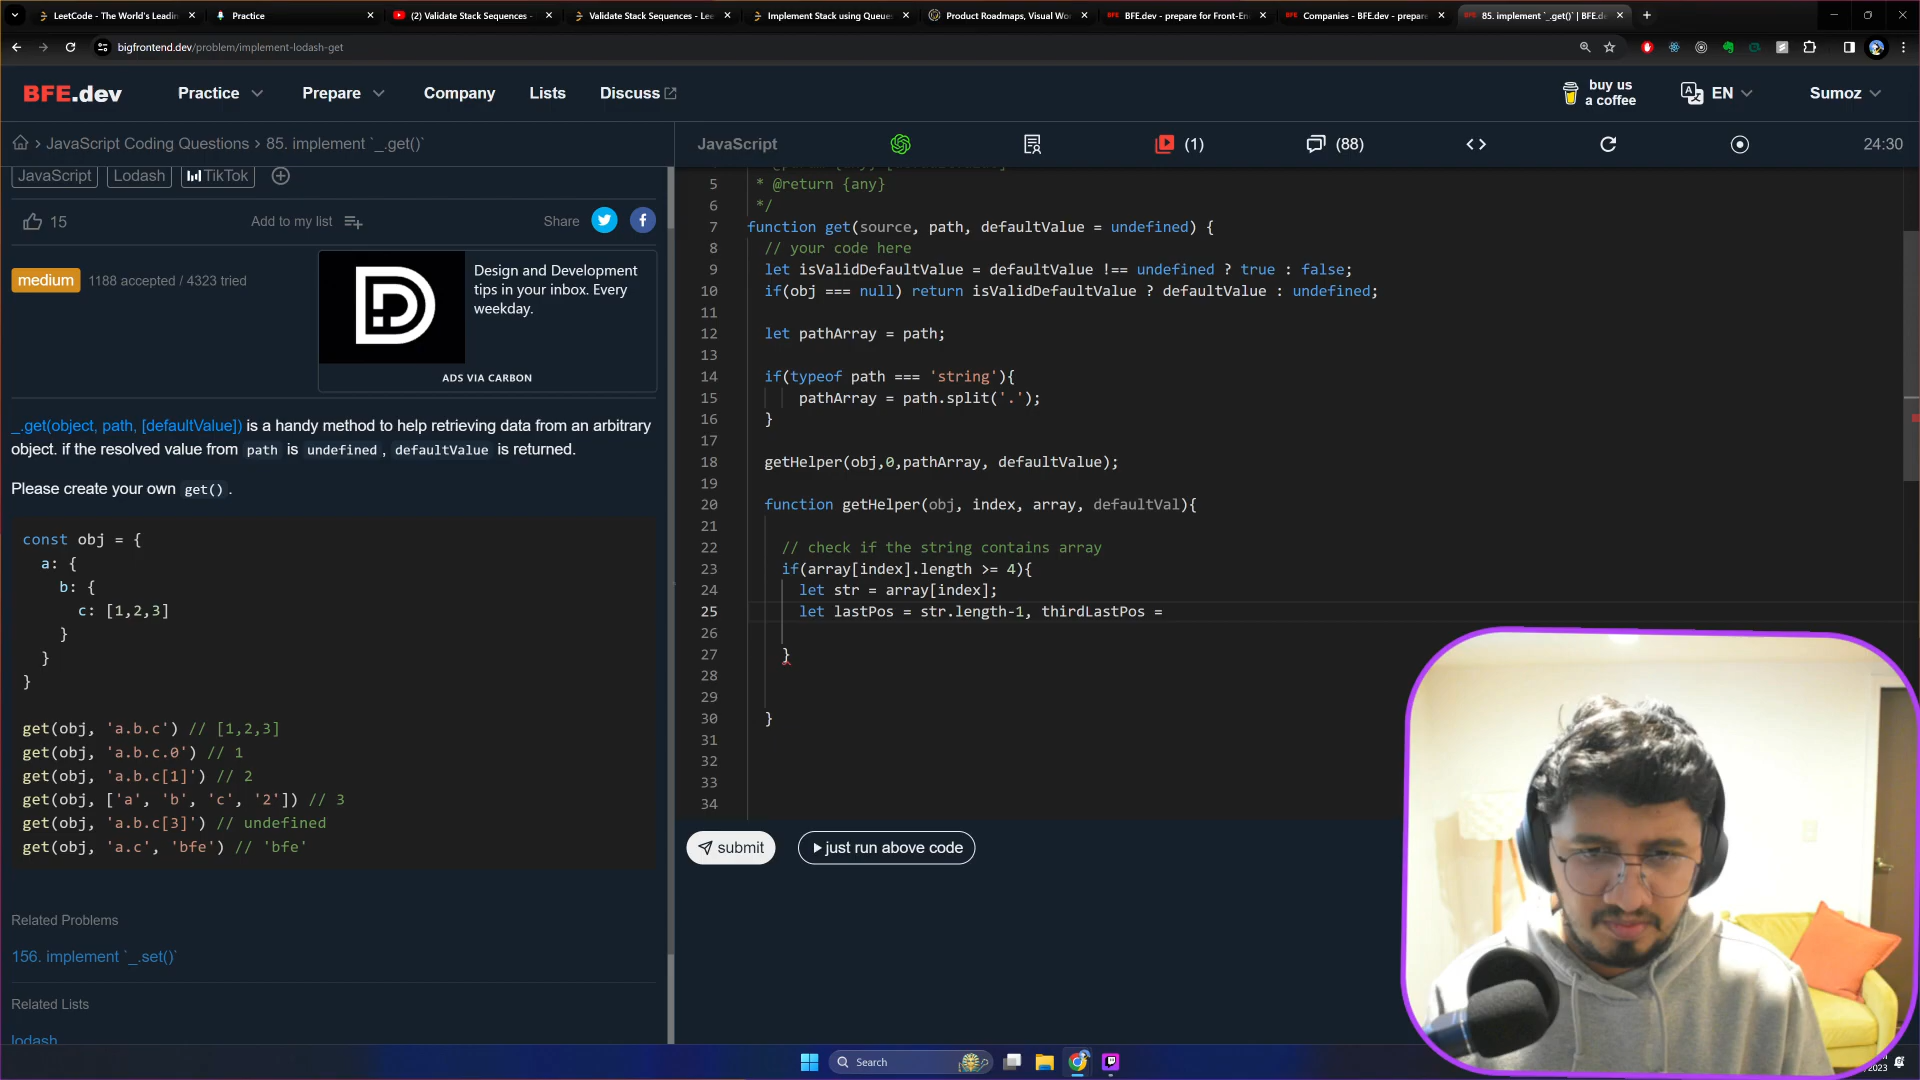 LeetCode - The World's Leadin
Practice
(2) Validate Stack Sequences -
Validate Stack Sequences - Lee
Implement Stack using Queue
Product Roadmaps, Visual Wo
BFE.dev - prepare for Front-En
Companies - BFE.dev - prepare
85. implement `_.get()` | BFE.de
bigfrontend.dev/problem/implement-lodash-get
BFE.dev
Practice
Prepare
Company
Lists
Discuss
buy us
a coffee
EN
Sumoz
JavaScript Coding Questions > 85. implement `_.get()`
JavaScript
(1)
(88)
24:30
JavaScript
Lodash
TikTok
15
Add to my list
Share
medium
1188 accepted / 4323 tried
Design and Development
tips in your inbox. Every
weekday.
ADS VIA CARBON
_.get(object, path, [defaultValue]) is a handy method to help retrieving data from an arbitrary
object. if the resolved value from path is undefined, defaultValue is returned.
Please create your own get().
const obj = {
a: {
b: {
c: [1,2,3]
}
}
}
get(obj, 'a.b.c') // [1,2,3]
get(obj, 'a.b.c.0') // 1
get(obj, 'a.b.c[1]') // 2
get(obj, ['a', 'b', 'c', '2']) // 3
get(obj, 'a.b.c[3]') // undefined
get(obj, 'a.c', 'bfe') // 'bfe'
Related Problems
156. implement `_.set()`
Related Lists
lodash
5 * @return {any}
6 */
7 function get(source, path, defaultValue = undefined) {
8 // your code here
9 let isValidDefaultValue = defaultValue !== undefined ? true : false;
10 if(obj === null) return isValidDefaultValue ? defaultValue : undefined;
11
12 let pathArray = path;
13
14 if(typeof path === 'string'){
15 pathArray = path.split('.');
16 }
17
18 getHelper(obj,0,pathArray, defaultValue);
19
20 function getHelper(obj, index, array, defaultVal){
21
22 // check if the string contains array
23 if(array[index].length >= 4){
24 let str = array[index];
25 let lastPos = str.length-1, thirdLastPos =
26
27 }
28
29
30 }
31
32
33
34
submit
just run above code
Search